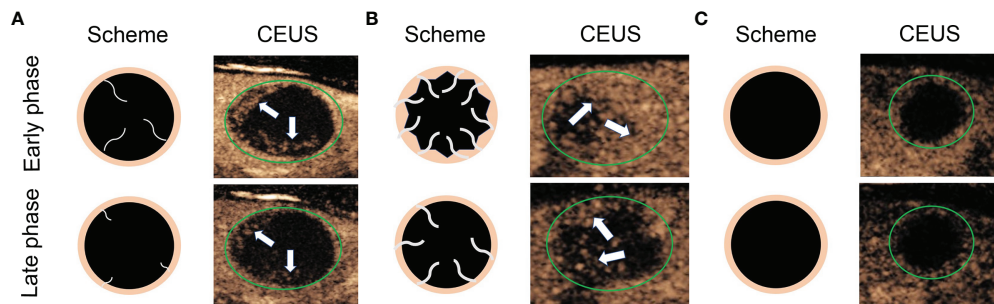 A
B
C
Scheme
CEUS
Scheme
CEUS
Scheme
CEUS
Early phase
Late phase